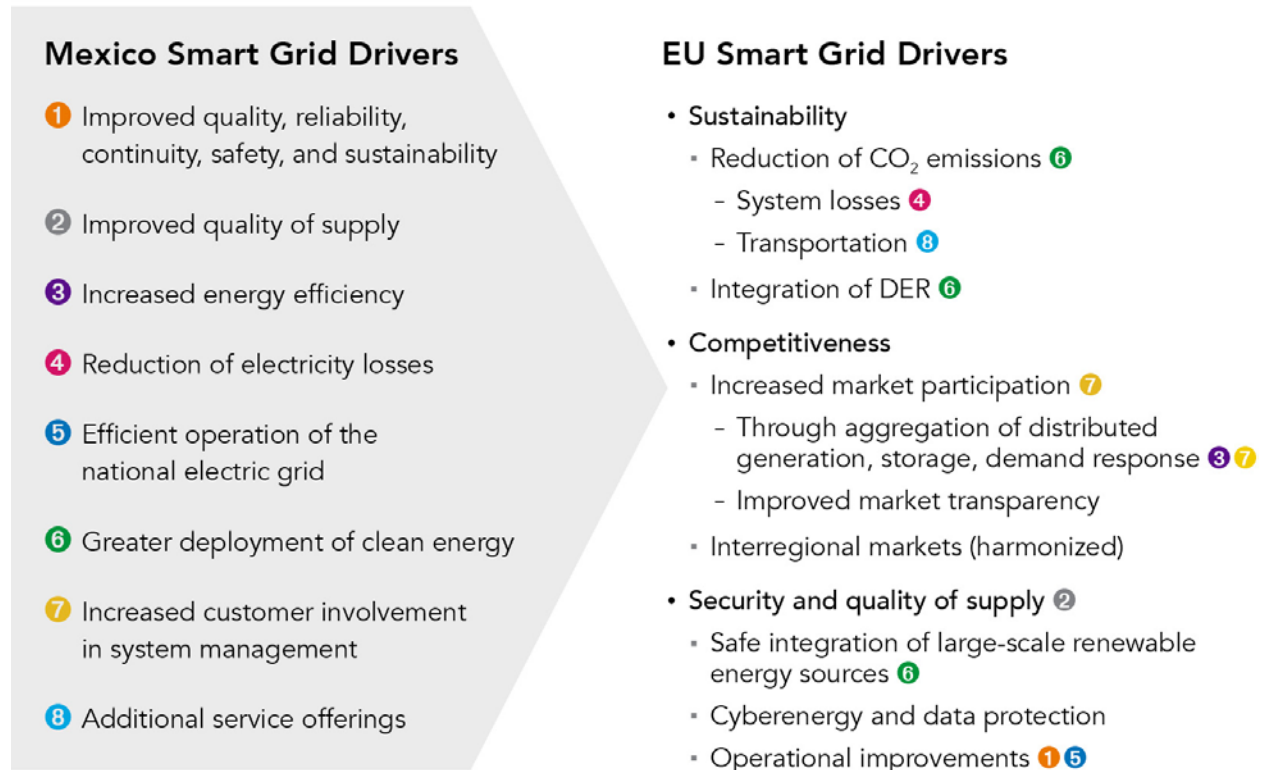 Mexico Smart Grid Drivers
1 Improved quality, reliability,
continuity, safety, and sustainability
2 Improved quality of supply
3 Increased energy efficiency
4 Reduction of electricity losses
5 Efficient operation of the
national electric grid
6 Greater deployment of clean energy
7 Increased customer involvement
in system management
8 Additional service offerings
EU Smart Grid Drivers
• Sustainability
▪ Reduction of CO₂ emissions 6
– System losses 4
– Transportation 8
▪ Integration of DER 6
• Competitiveness
▪ Increased market participation 7
– Through aggregation of distributed
generation, storage, demand response 3 7
– Improved market transparency
▪ Interregional markets (harmonized)
• Security and quality of supply 2
▪ Safe integration of large-scale renewable
energy sources 6
▪ Cyberenergy and data protection
▪ Operational improvements 1 5